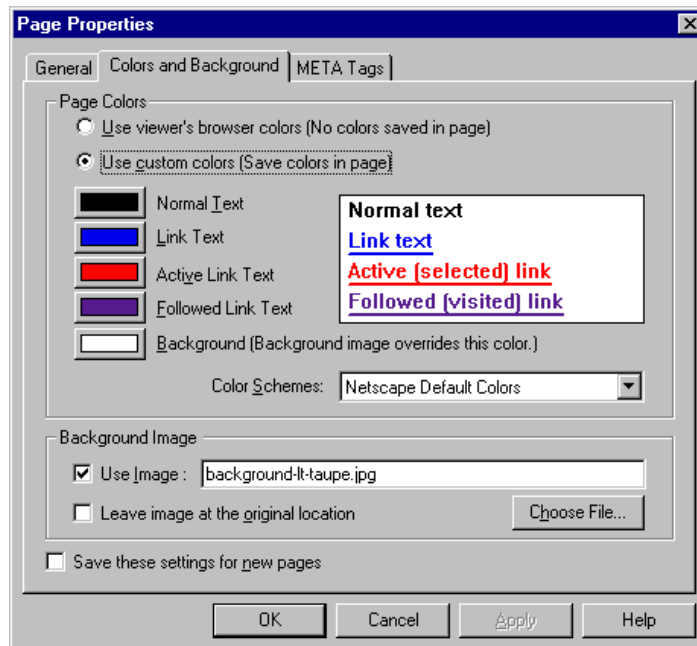 Page Properties
General Colors and Background META Tags
Page Colors
Use viewer's browser colors (No colors saved in page)
Use custom colors (Save colors in page)
Normal Text
Link Text
Active Link Text
Followed Link Text
Background (Background image overrides this color.)
Normal text
Link text
Active (selected) link
Followed (visited) link
Color Schemes: Netscape Default Colors
Background Image
Use Image : background-lt-taupe.jpg
Leave image at the original location Choose File...
Save these settings for new pages
OK Cancel Apply Help